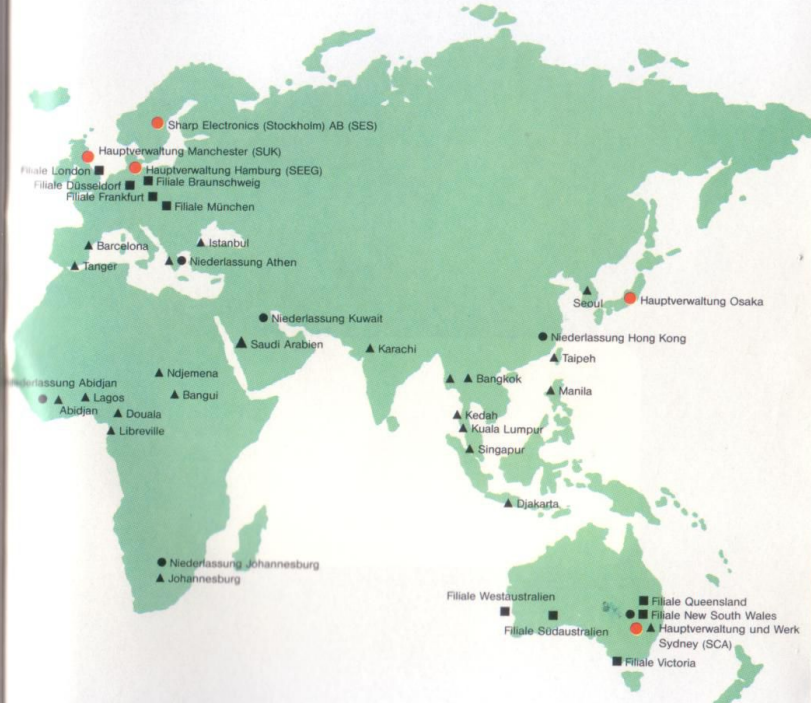 Sharp Electronics (Stockholm) AB (SES)
Hauptverwaltung Manchester (SUK)
Filiale London
Hauptverwaltung Hamburg (SEEG)
Filiale Düsseldorf
Filiale Braunschweig
Filiale Frankfurt
Filiale München
Barcelona
Istanbul
Tanger
Niederlassung Athen
Seoul
Hauptverwaltung Osaka
Niederlassung Kuwait
Saudi Arabien
Karachi
Niederlassung Hong Kong
Taipeh
Ndjemena
Bangkok
Niederlassung Abidjan
Lagos
Bangui
Manila
Abidjan
Douala
Kedah
Libreville
Kuala Lumpur
Singapur
Djakarta
Niederlassung Johannesburg
Johannesburg
Filiale Westaustralien
Filiale Queensland
Filiale New South Wales
Filiale Südaustralien
Hauptverwaltung und Werk
Sydney (SCA)
Filiale Victoria